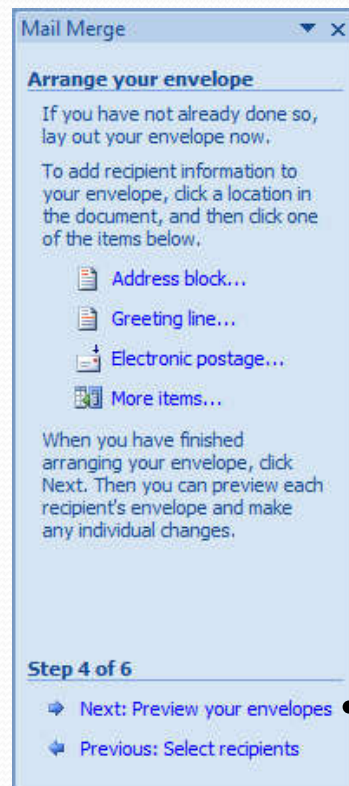 Mail Merge
Arrange your envelope
If you have not already done so,
lay out your envelope now.
To add recipient information to
your envelope, click a location in
the document, and then click one
of the items below.
Address block...
Greeting line...
Electronic postage...
More items...
When you have finished
arranging your envelope, click
Next. Then you can preview each
recipient's envelope and make
any individual changes.
Step 4 of 6
Next: Preview your envelopes
Previous: Select recipients